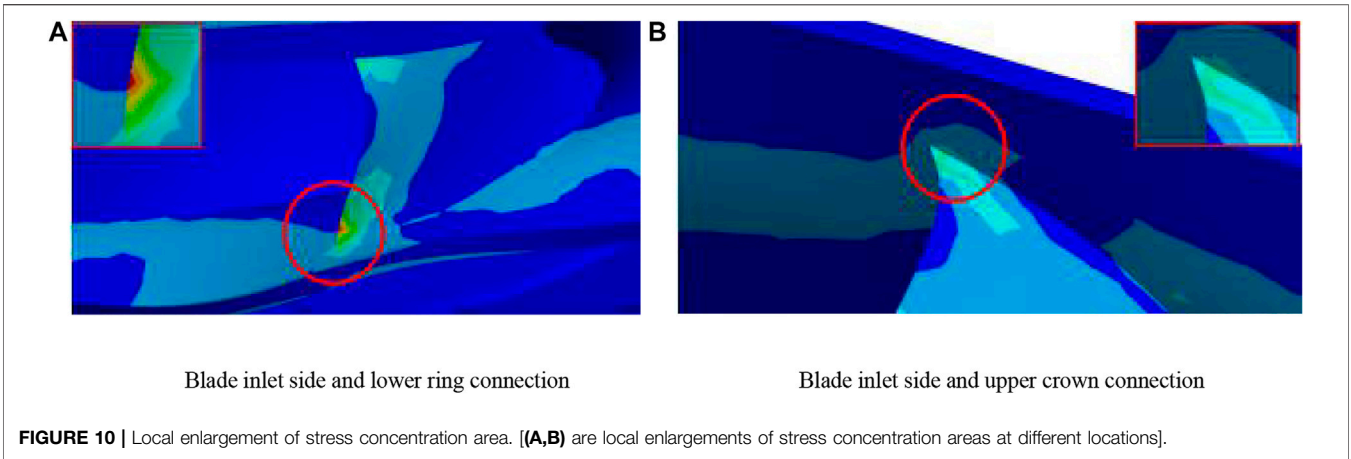 A
B
Blade inlet side and lower ring connection
Blade inlet side and upper crown connection
FIGURE 10 | Local enlargement of stress concentration area. [(A,B) are local enlargements of stress concentration areas at different locations].